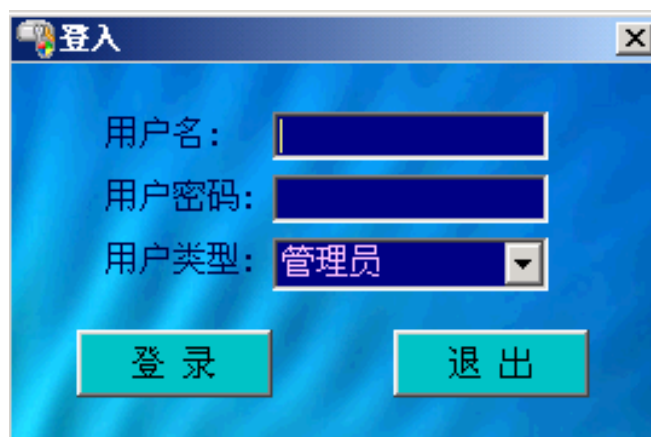 登入
用户名:
用户密码:
用户类型: 管理员
登 录 退 出